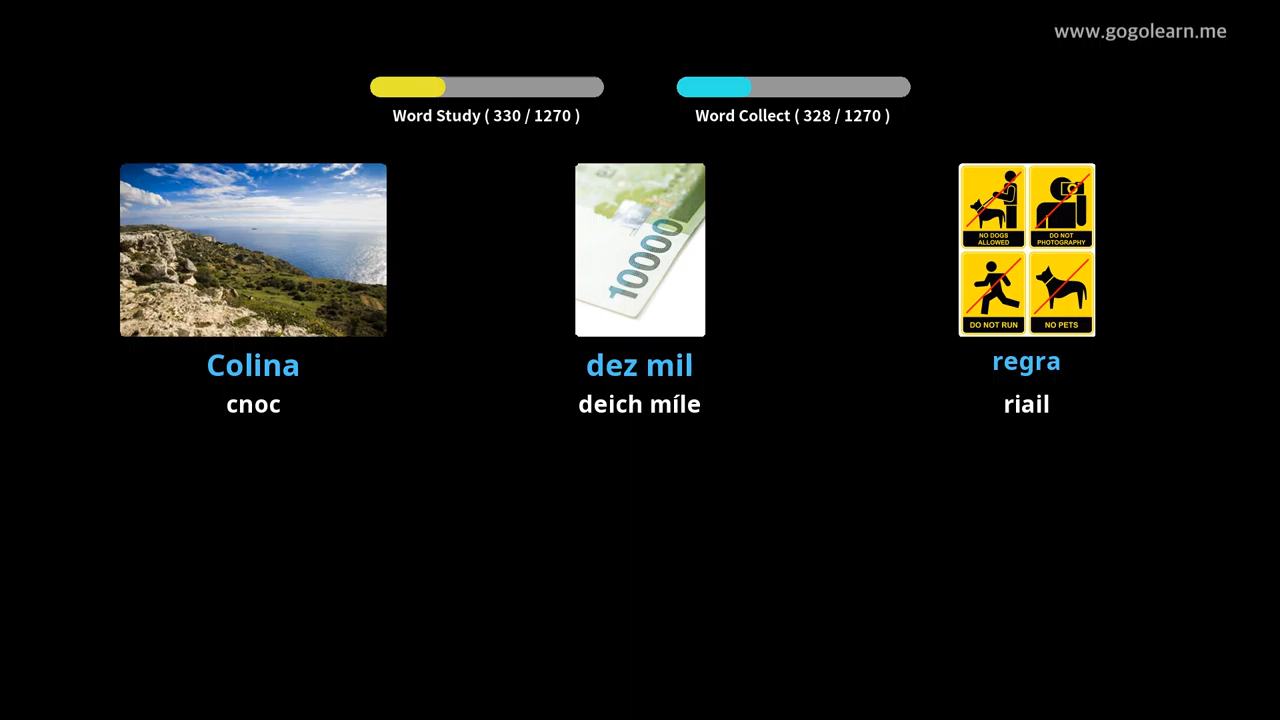 www.gogolearn.me
Word Study ( 330 / 1270 )
Word Collect ( 328 / 1270 )
10000
NO DOGS
ALLOWED
DO NOT
PHOTOGRAPHY
DO NOT RUN
NO PETS
Colina
dez mil
regra
cnoc
deich míle
riail